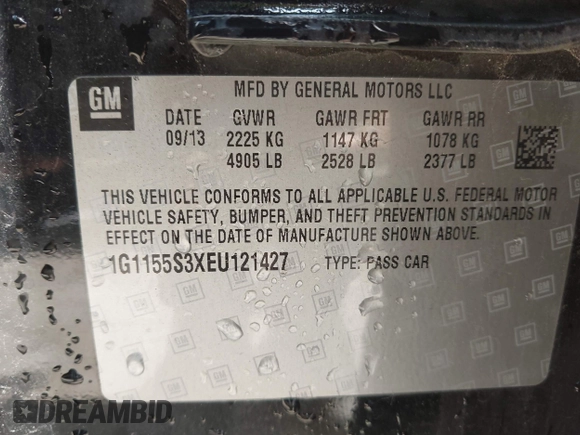 GM
MFD BY GENERAL MOTORS LLC
DATE GVWR GAWR FRT GAWR RR
09/13 2225 KG 1147 KG 1078 KG
4905 LB 2528 LB 2377 LB
THIS VEHICLE CONFORMS TO ALL APPLICABLE U.S. FEDERAL MOTOR
VEHICLE SAFETY, BUMPER, AND THEFT PREVENTION STANDARDS IN
EFFECT ON THE DATE OF MANUFACTURE SHOWN ABOVE.
1G1155S3XEU121427 TYPE: PASS CAR
DREAMBID